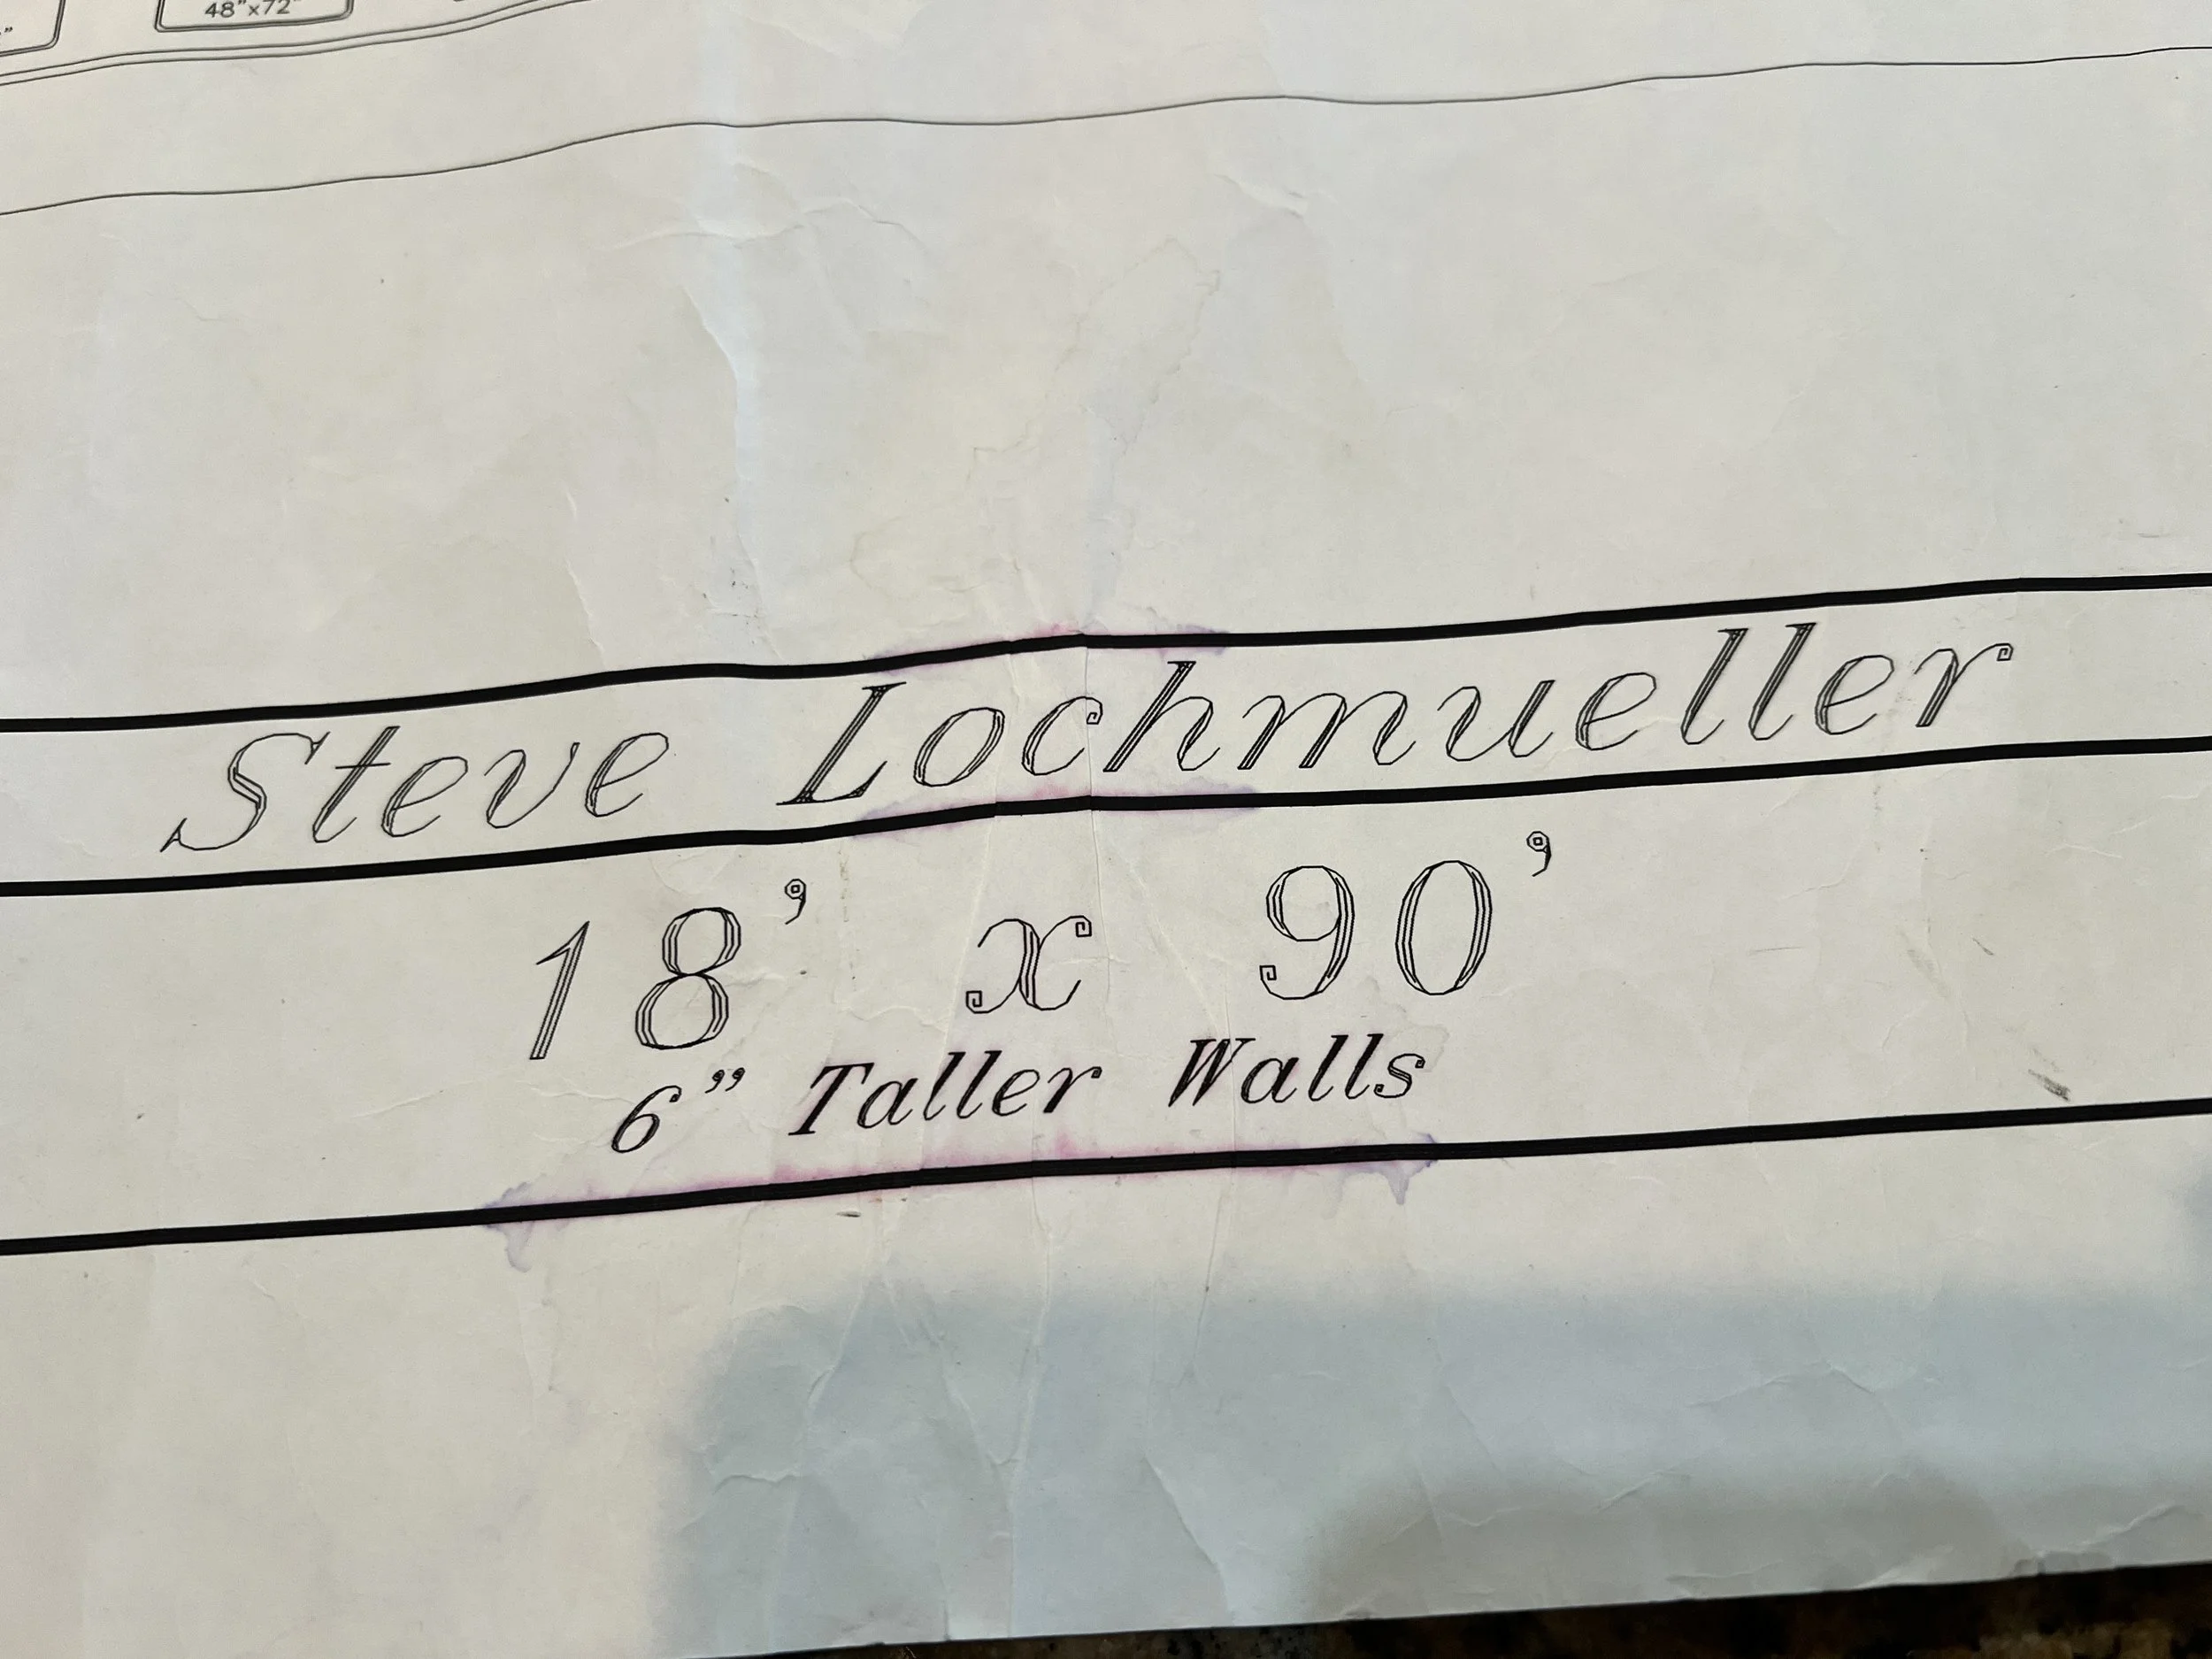 48"x72"
Steve Lochmueller
18' x 90'
6" Taller Walls